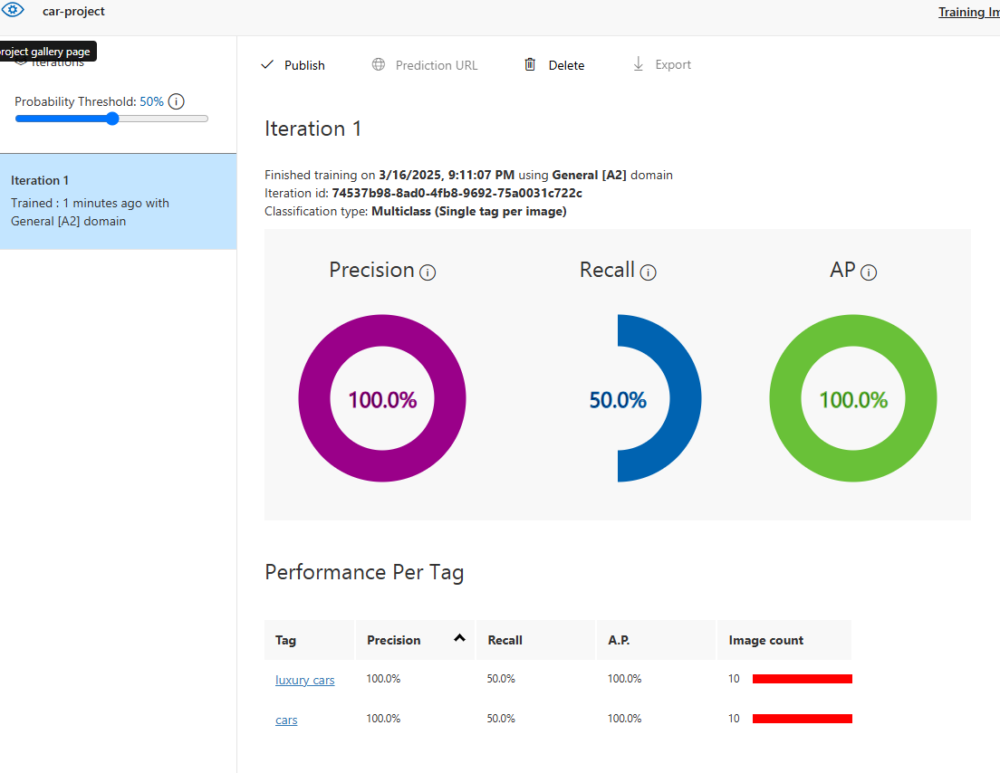 car-project
Training Im
roject gallery page
Iterations
Probability Threshold: 50%
Iteration 1
Trained : 1 minutes ago with
General [A2] domain
Publish
Prediction URL
Delete
Export
Iteration 1
Finished training on 3/16/2025, 9:11:07 PM using General [A2] domain
Iteration id: 74537b98-8ad0-4fb8-9692-75a0031c722c
Classification type: Multiclass (Single tag per image)
Precision i Recall i AP i
100.0% 50.0% 100.0%
Performance Per Tag
Tag Precision Recall A.P. Image count
luxury cars 100.0% 50.0% 100.0% 10
cars 100.0% 50.0% 100.0% 10